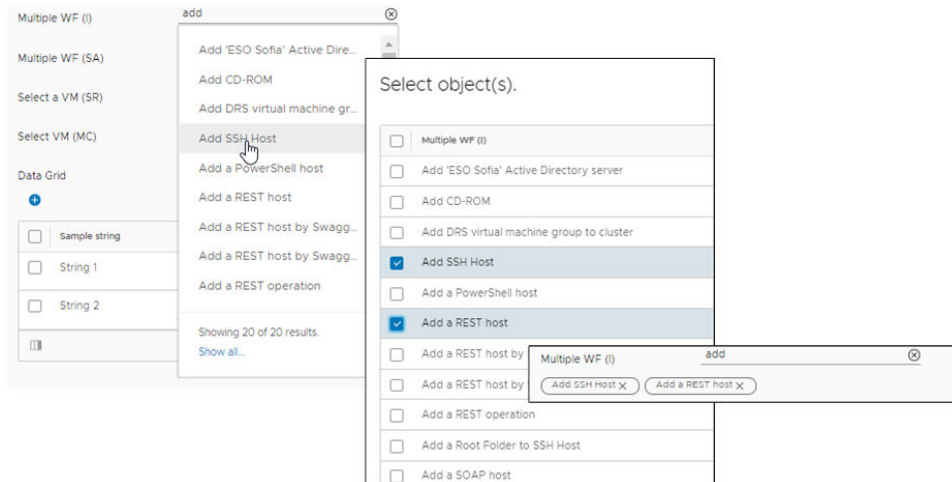 Multiple WF (I)
add
Multiple WF (SA)
Select a VM (SR)
Select VM (MC)
Data Grid
Sample string
String 1
String 2
Add 'ESO Sofia' Active Dire...
Add CD-ROM
Add DRS virtual machine gr...
Add SSH Host
Add a PowerShell host
Add a REST host
Add a REST host by Swagg...
Add a REST host by Swagg...
Add a REST operation
Showing 20 of 20 results.
Show all...
Select object(s).
Multiple WF (I)
Add 'ESO Sofia' Active Directory server
Add CD-ROM
Add DRS virtual machine group to cluster
Add SSH Host
Add a PowerShell host
Add a REST host
Add a REST host by
Add a REST host by
Add a REST operation
Add a Root Folder to SSH Host
Add a SOAP host
Multiple WF (I)
add
Add SSH Host
Add a REST host